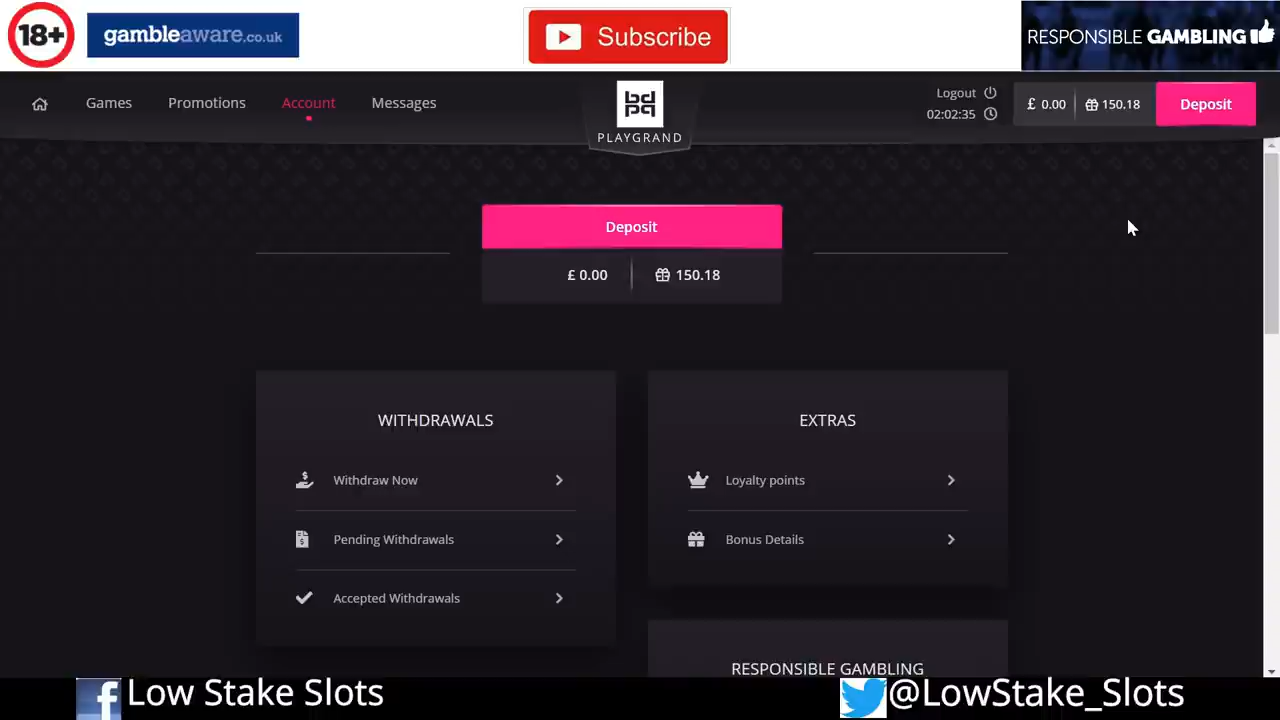 18+
gambleaware.co.uk
Subscribe
RESPONSIBLE GAMBLING
Games
Promotions
Account
Messages
PLAYGRAND
Logout
02:02:35
£ 0.00
150.18
Deposit
Deposit
£ 0.00
150.18
WITHDRAWALS
Withdraw Now
Pending Withdrawals
Accepted Withdrawals
EXTRAS
Loyalty points
Bonus Details
RESPONSIBLE GAMBLING
Low Stake Slots
@LowStake_Slots